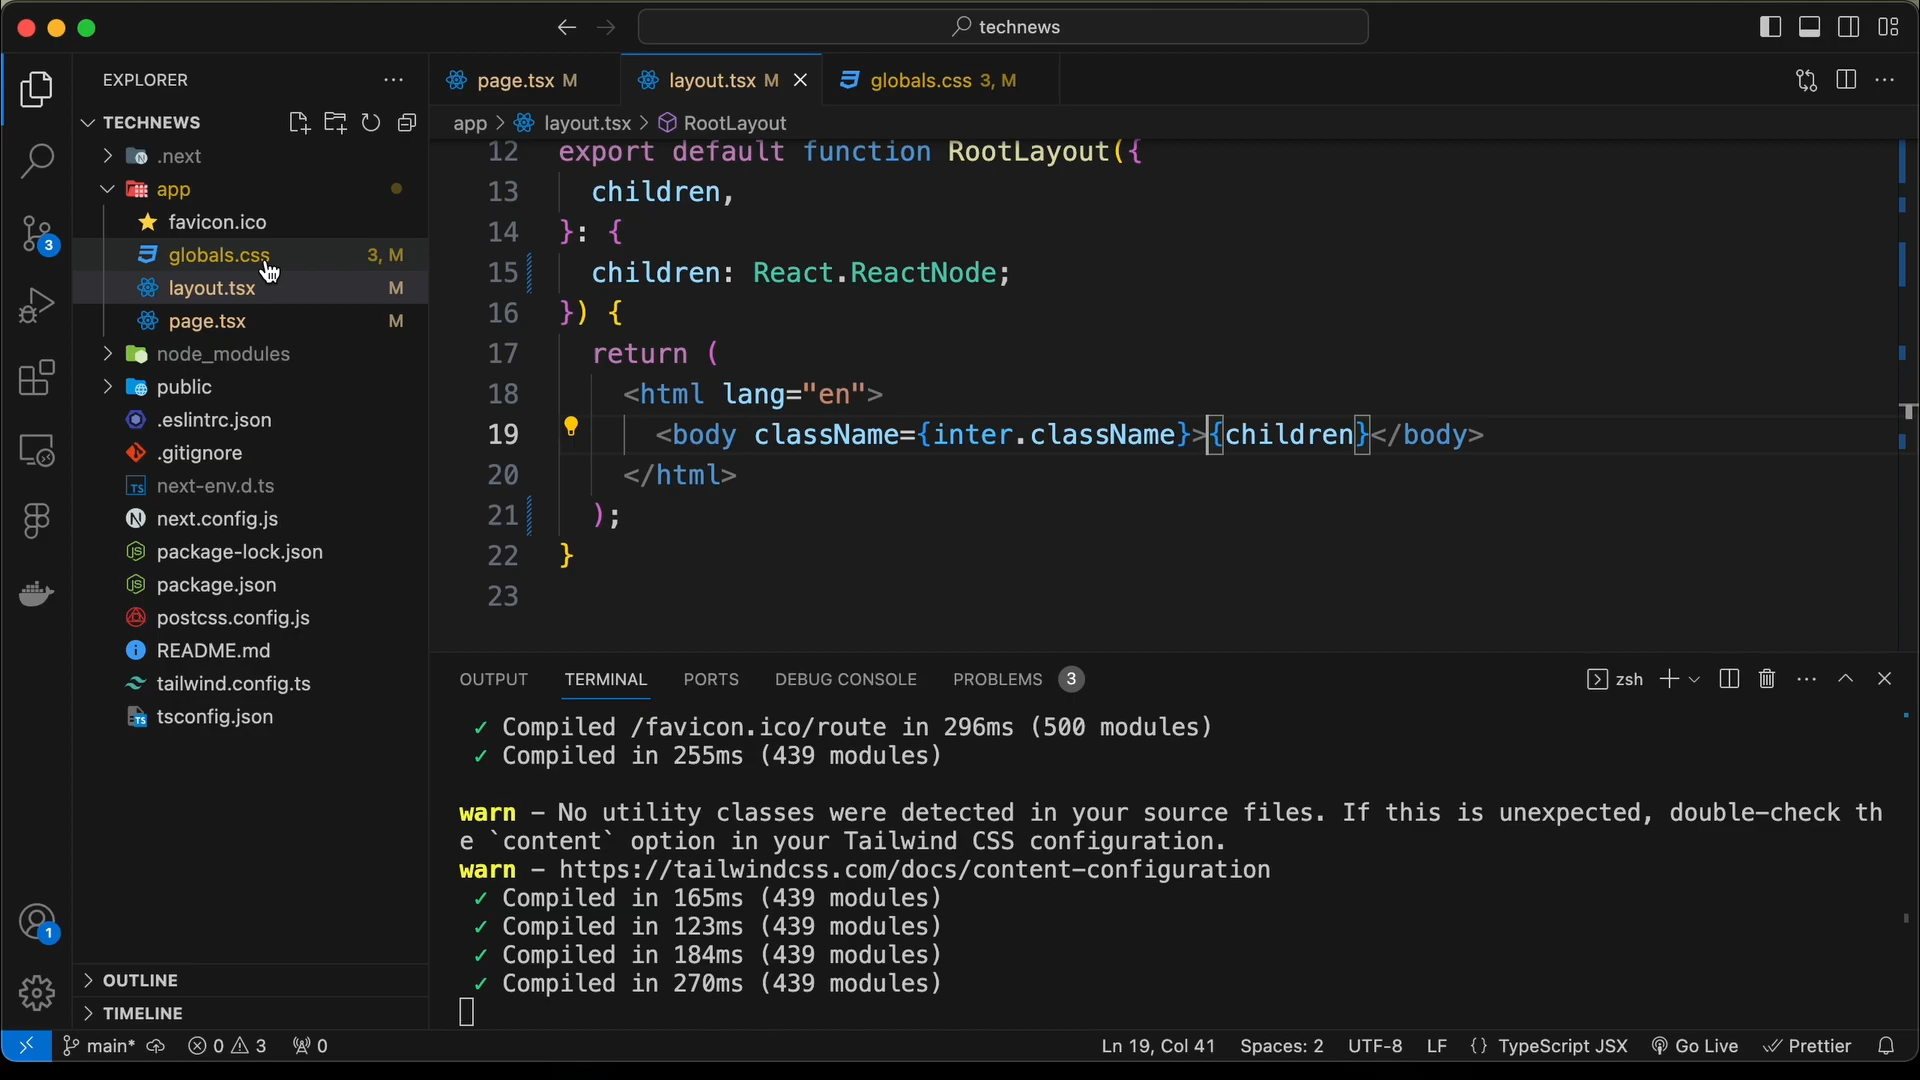 technews
EXPLORER
TECHNEWS
.next
app
favicon.ico
globals.css 3, M
layout.tsx M
page.tsx M
node_modules
public
.eslintrc.json
.gitignore
next-env.d.ts
next.config.js
package-lock.json
package.json
postcss.config.js
README.md
tailwind.config.ts
tsconfig.json
OUTLINE
TIMELINE
3
1
page.tsx M
layout.tsx M
globals.css 3, M
app > layout.tsx > RootLayout
12 export default function RootLayout({
13 children,
14 }: {
15 children: React.ReactNode;
16 }) {
17 return (
18 <html lang="en">
19 <body className={inter.className}>{children}</body>
20 </html>
21 );
22 }
23
OUTPUT TERMINAL PORTS DEBUG CONSOLE PROBLEMS 3
zsh
✓ Compiled /favicon.ico/route in 296ms (500 modules)
✓ Compiled in 255ms (439 modules)
warn – No utility classes were detected in your source files. If this is unexpected, double-check th
e `content` option in your Tailwind CSS configuration.
warn – https://tailwindcss.com/docs/content-configuration
✓ Compiled in 165ms (439 modules)
✓ Compiled in 123ms (439 modules)
✓ Compiled in 184ms (439 modules)
✓ Compiled in 270ms (439 modules)
main* 0 3 0 Ln 19, Col 41 Spaces: 2 UTF-8 LF {} TypeScript JSX Go Live Prettier